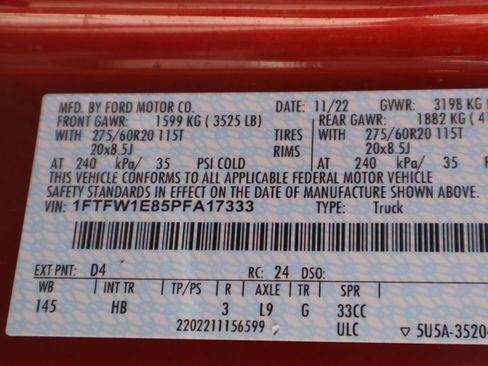 MFD. BY FORD MOTOR CO. DATE: 11/22 GVWR: 3198 KG (
FRONT GAWR: 1599 KG ( 3525 LB) REAR GAWR: 1882 KG ( 4
WITH 275/60R20 115T TIRES WITH 275/60R20 115T
20x8.5J RIMS 20x8.5J
AT 240 kPa/ 35 PSI COLD AT 240 kPa/ 35
THIS VEHICLE CONFORMS TO ALL APPLICABLE FEDERAL MOTOR VEHICLE
SAFETY STANDARDS IN EFFECT ON THE DATE OF MANUFACTURE SHOWN
VIN: 1FTFW1E85PFA17333 TYPE: Truck
EXT PNT: D4 RC: 24 DSO:
WB INT TR TP/PS R AXLE TR SPR
145 HB 3 L9 G 33CC
2202211156599 ULC ▽ 5U5A-3520